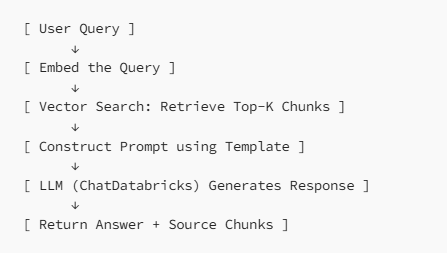 [ User Query ]
↓
[ Embed the Query ]
↓
[ Vector Search: Retrieve Top-K Chunks ]
↓
[ Construct Prompt using Template ]
↓
[ LLM (ChatDatabricks) Generates Response ]
↓
[ Return Answer + Source Chunks ]